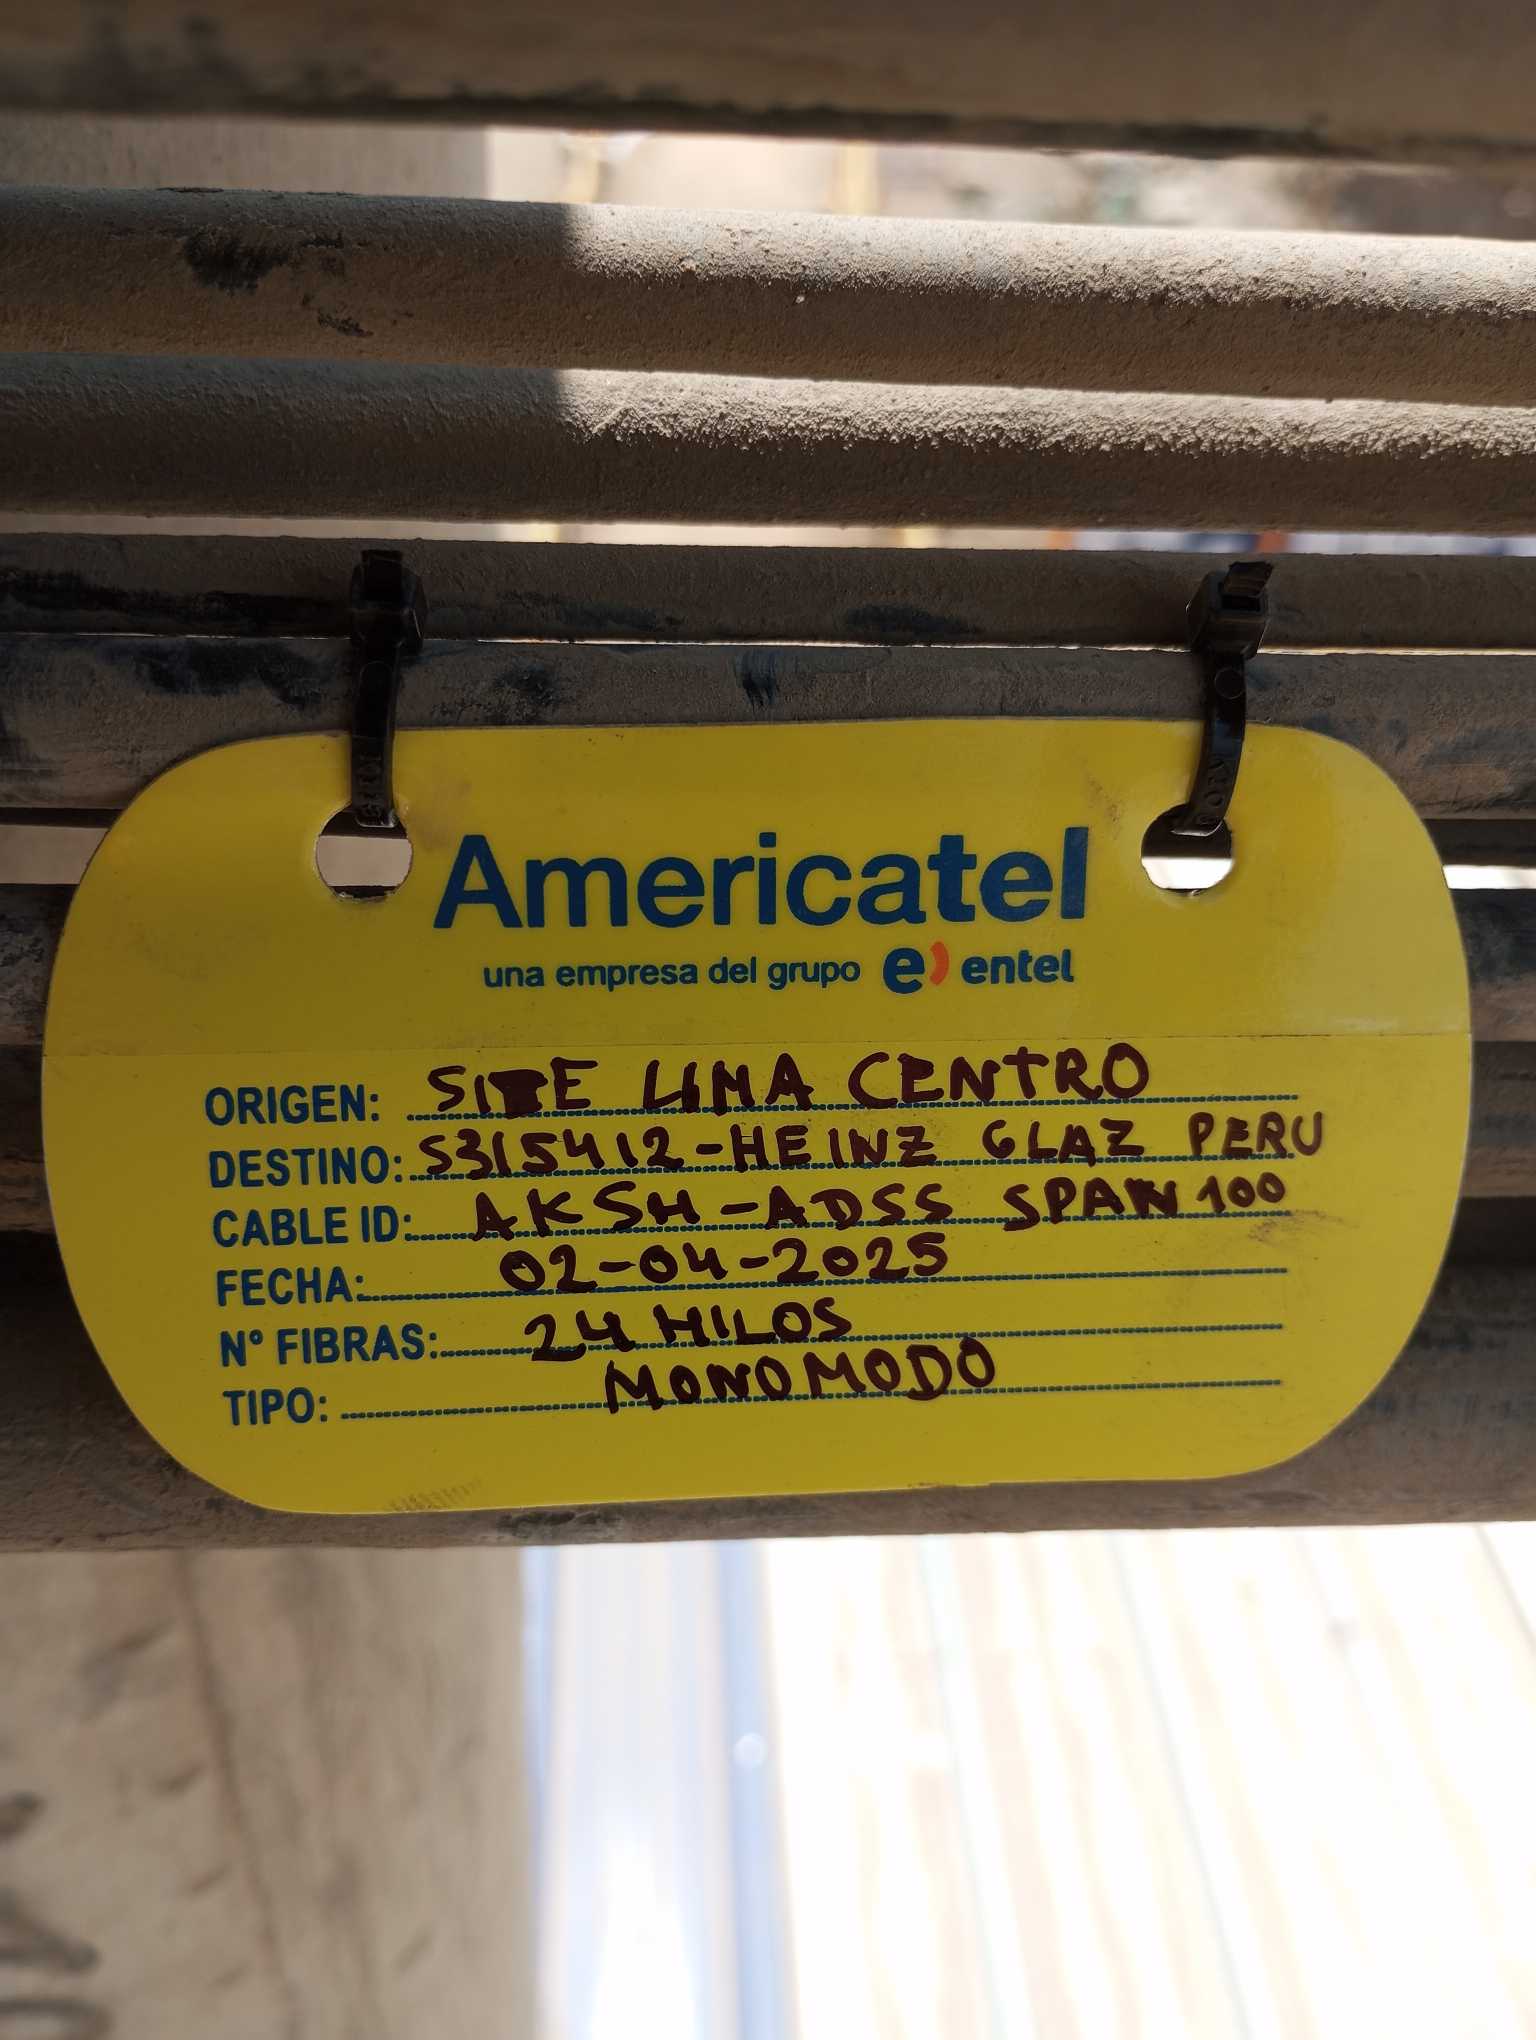 Americatel
una empresa del grupo e) entel
ORIGEN: SITE LIMA CENTRO
DESTINO: S315412-HEINZ GLAZ PERU
CABLE ID: AKSH-ADSS SPAN 100
FECHA: 02-04-2025
N° FIBRAS: 24 HILOS
TIPO: MONOMODO